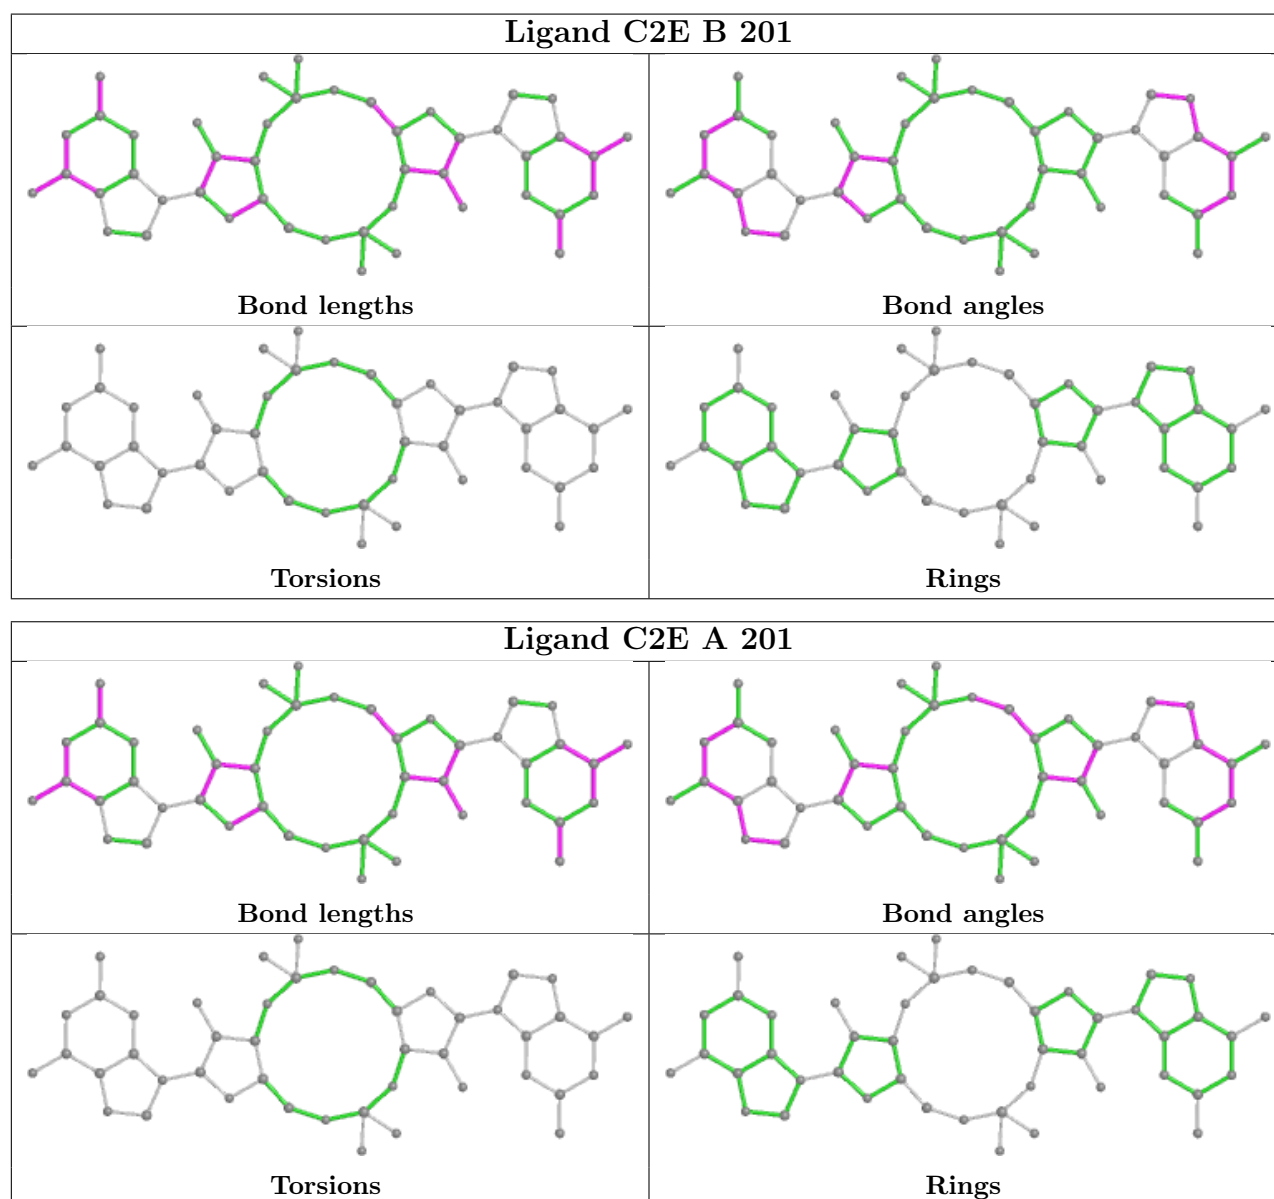 Ligand C2E B 201
Bond lengths
Bond angles
Torsions
Rings
Ligand C2E A 201
Bond lengths
Bond angles
Torsions
Rings